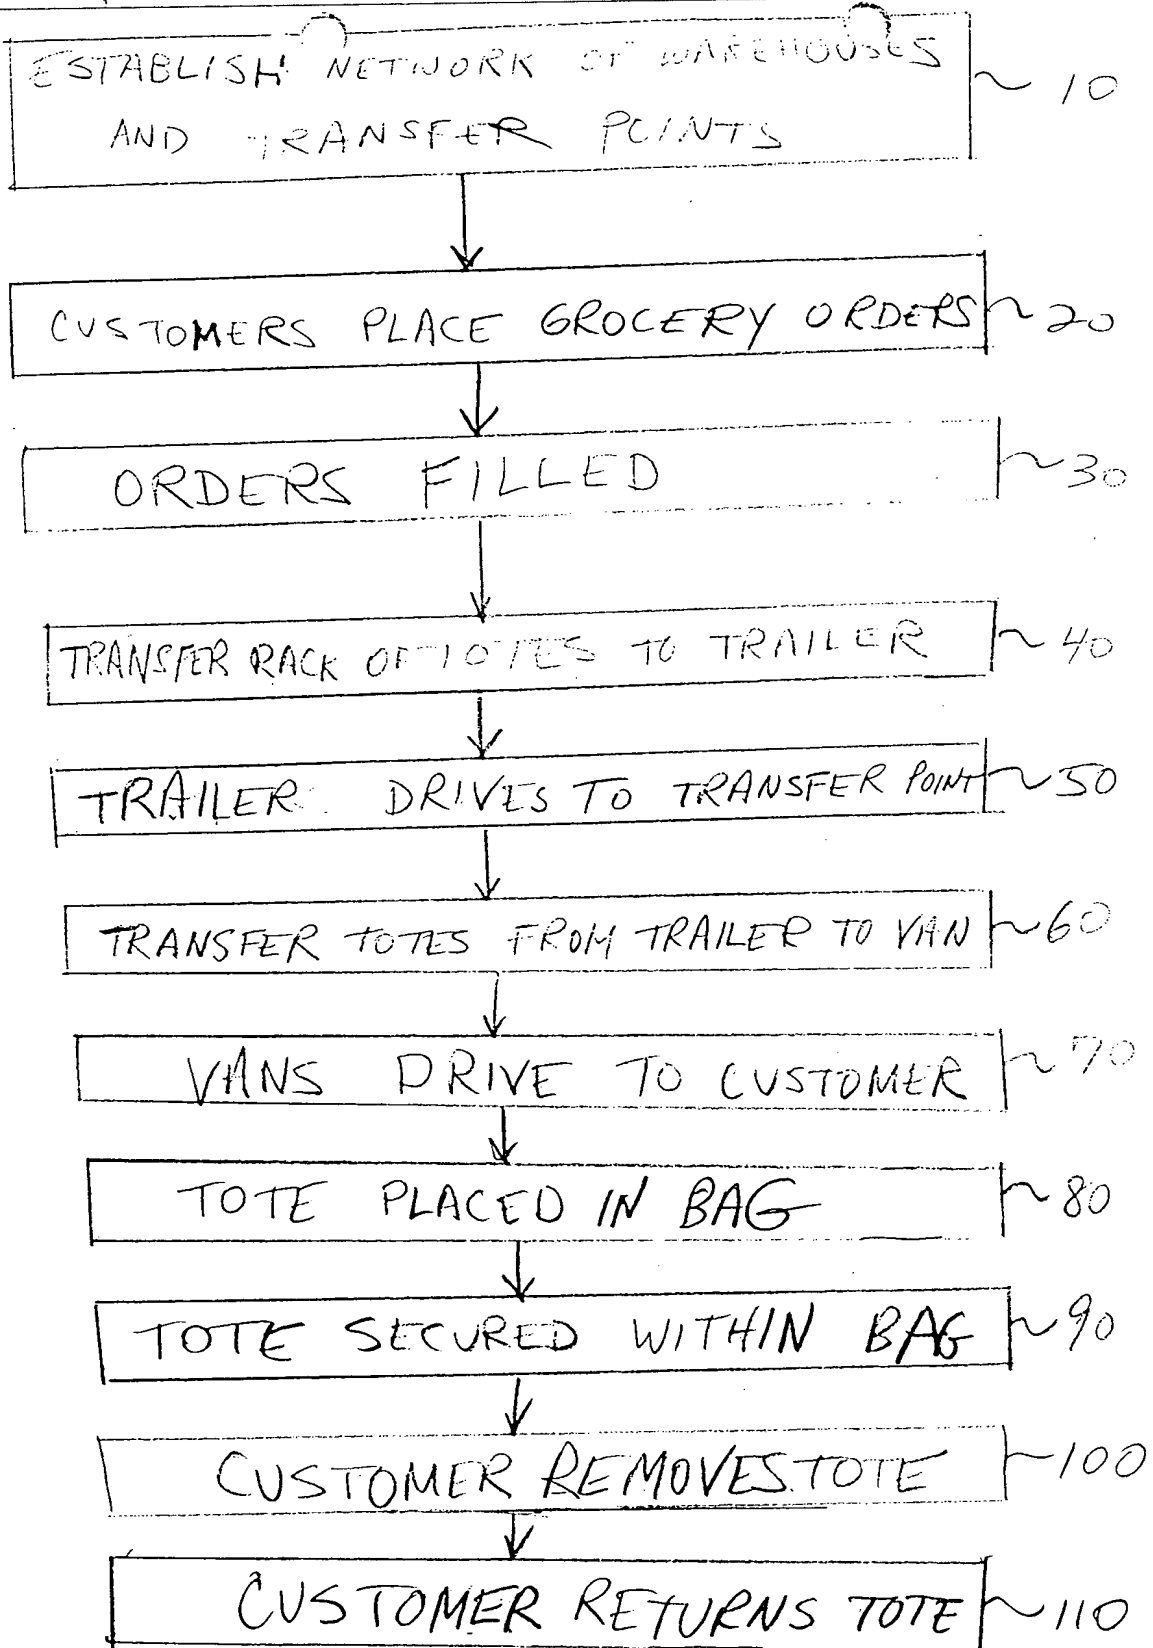 ESTABLISH NETWORK OF WAREHOUSES ~ 10
AND TRANSFER POINTS
CUSTOMERS PLACE GROCERY ORDERS ~ 20
ORDERS FILLED ~ 30
TRANSFER RACK OF TOTES TO TRAILER ~ 40
TRAILER DRIVES TO TRANSFER POINT ~ 50
TRANSFER TOTES FROM TRAILER TO VAN ~ 60
VANS DRIVE TO CUSTOMER ~ 70
TOTE PLACED IN BAG ~ 80
TOTE SECURED WITHIN BAG ~ 90
CUSTOMER REMOVES TOTE ~ 100
CUSTOMER RETURNS TOTE ~ 110